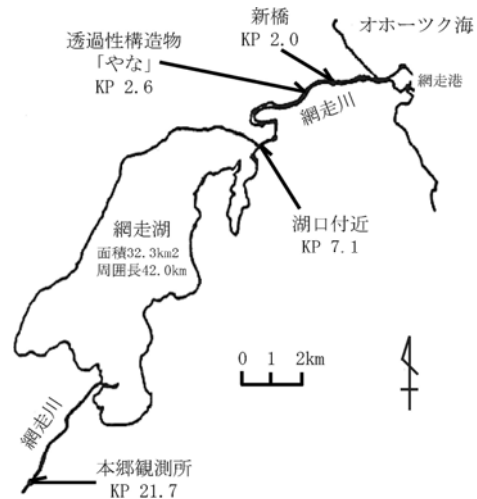 新橋
KP 2.0
オホーツク海
透過性構造物
「やな」
KP 2.6
網走港
網走川
湖口付近
KP 7.1
網走湖
面積32.3km2
周囲長42.0km
0 1 2km
網走川
本郷観測所
KP 21.7